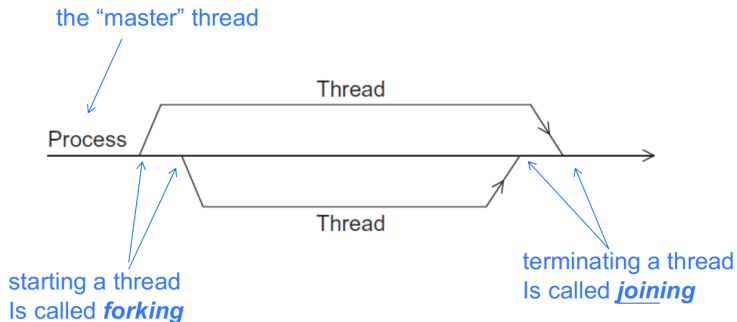 the “master” thread
Thread
Process
Thread
starting a thread
Is called forking
terminating a thread
Is called joining